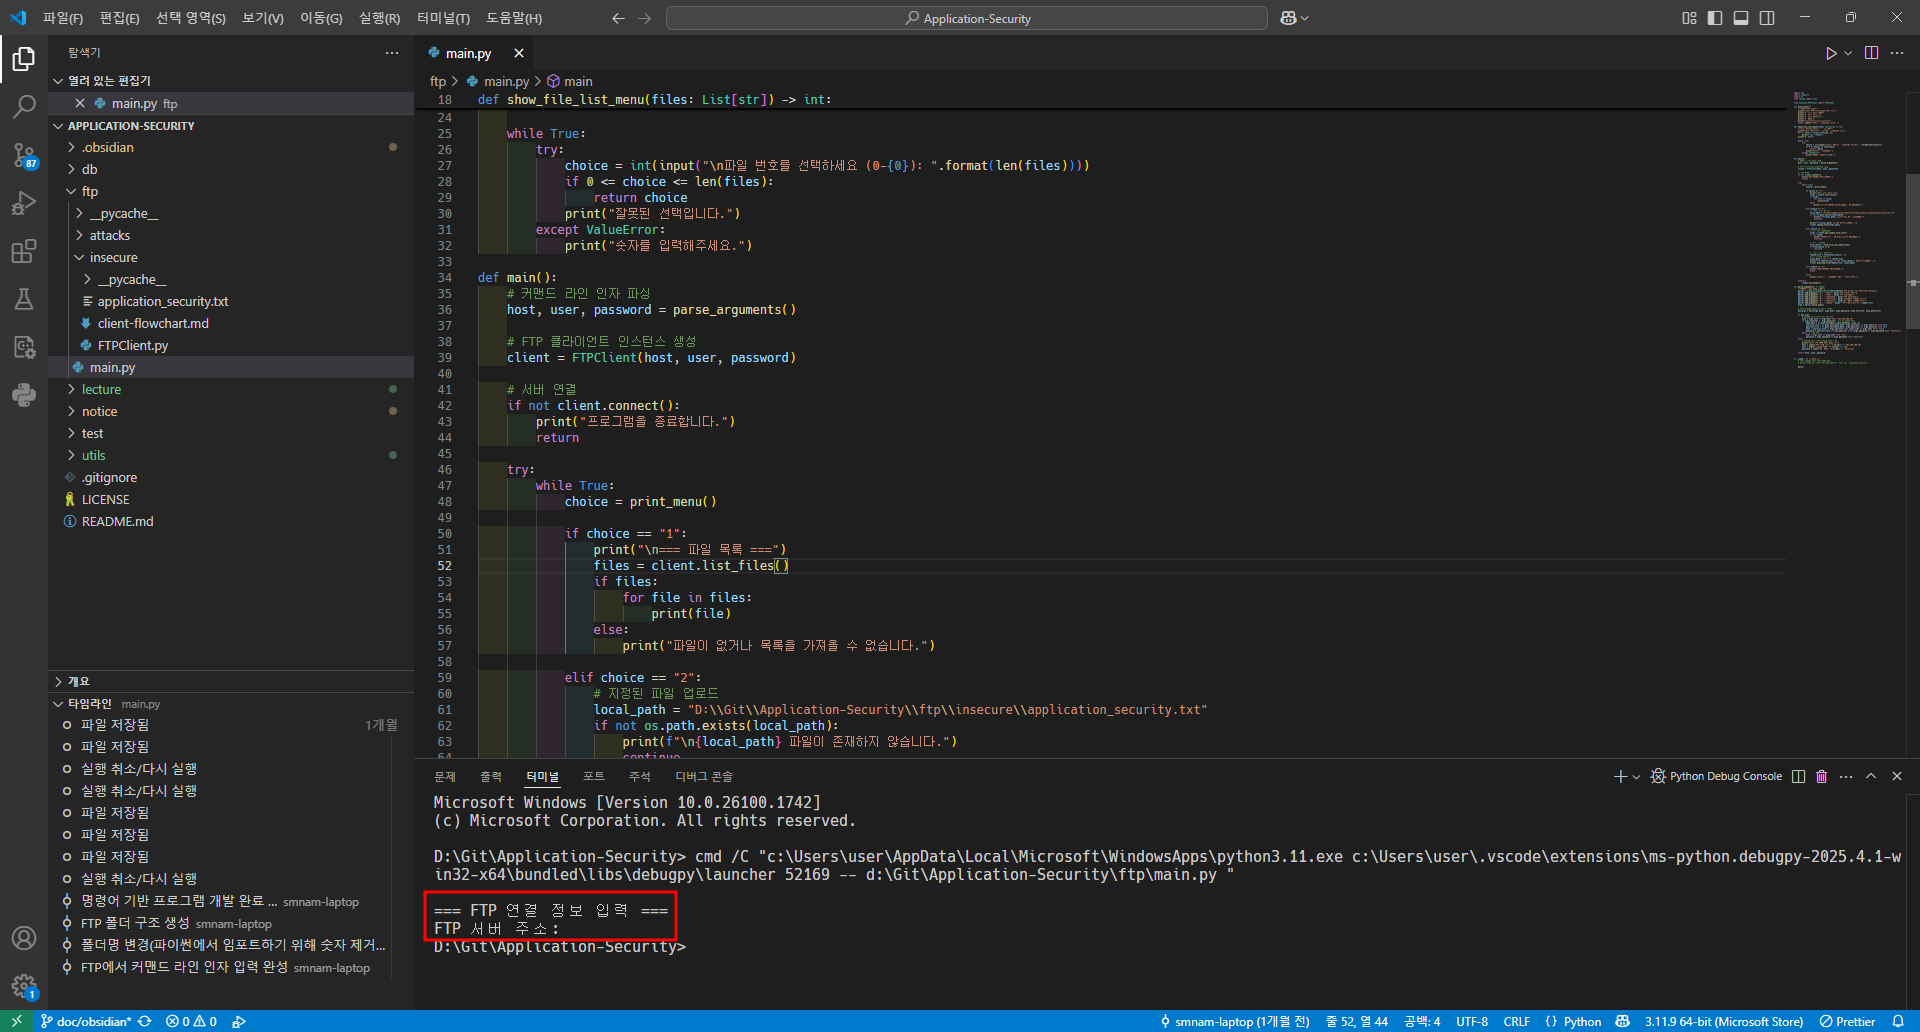 파일(F) 편집(E) 선택 영역(S) 보기(V) 이동(G) 실행(R) 터미널(T) 도움말(H)
Application-Security
탐색기
열려 있는 편집기
main.py ftp
APPLICATION-SECURITY
.obsidian
db
ftp
__pycache__
attacks
insecure
__pycache__
application_security.txt
client-flowchart.md
FTPClient.py
main.py
lecture
notice
test
utils
.gitignore
LICENSE
README.md
87
1
개요
타임라인 main.py
파일 저장됨 1개월
파일 저장됨
실행 취소/다시 실행
실행 취소/다시 실행
파일 저장됨
파일 저장됨
파일 저장됨
실행 취소/다시 실행
명령어 기반 프로그램 개발 완료 ... smnam-laptop
FTP 폴더 구조 생성 smnam-laptop
폴더명 변경(파이썬에서 임포트하기 위해 숫자 제거...
FTP에서 커맨드 라인 인자 입력 완성 smnam-laptop
main.py
ftp > main.py > main
18 def show_file_list_menu(files: List[str]) -> int:
24
25 while True:
26 try:
27 choice = int(input("\n파일 번호를 선택하세요 (0-{0}): ".format(len(files))))
28 if 0 <= choice <= len(files):
29 return choice
30 print("잘못된 선택입니다.")
31 except ValueError:
32 print("숫자를 입력해주세요.")
33
34 def main():
35 # 커맨드 라인 인자 파싱
36 host, user, password = parse_arguments()
37
38 # FTP 클라이언트 인스턴스 생성
39 client = FTPClient(host, user, password)
40
41 # 서버 연결
42 if not client.connect():
43 print("프로그램을 종료합니다.")
44 return
45
46 try:
47 while True:
48 choice = print_menu()
49
50 if choice == "1":
51 print("\n=== 파일 목록 ===")
52 files = client.list_files()
53 if files:
54 for file in files:
55 print(file)
56 else:
57 print("파일이 없거나 목록을 가져올 수 없습니다.")
58
59 elif choice == "2":
60 # 지정된 파일 업로드
61 local_path = "D:\\Git\\Application-Security\\ftp\\insecure\\application_security.txt"
62 if not os.path.exists(local_path):
63 print(f"\n{local_path} 파일이 존재하지 않습니다.")
64 continue
문제 출력 터미널 포트 주석 디버그 콘솔
Python Debug Console
Microsoft Windows [Version 10.0.26100.1742]
(c) Microsoft Corporation. All rights reserved.
D:\Git\Application-Security> cmd /C "c:\Users\user\AppData\Local\Microsoft\WindowsApps\python3.11.exe c:\Users\user\.vscode\extensions\ms-python.debugpy-2025.4.1-w
in32-x64\bundled\libs\debugpy\launcher 52169 -- d:\Git\Application-Security\ftp\main.py "
=== FTP 연결 정보 입력 ===
FTP 서버 주소:
D:\Git\Application-Security>
doc/obsidian* 0 0 smnam-laptop (1개월 전) 줄 52, 열 44 공백: 4 UTF-8 CRLF {} Python 3.11.9 64-bit (Microsoft Store) Prettier